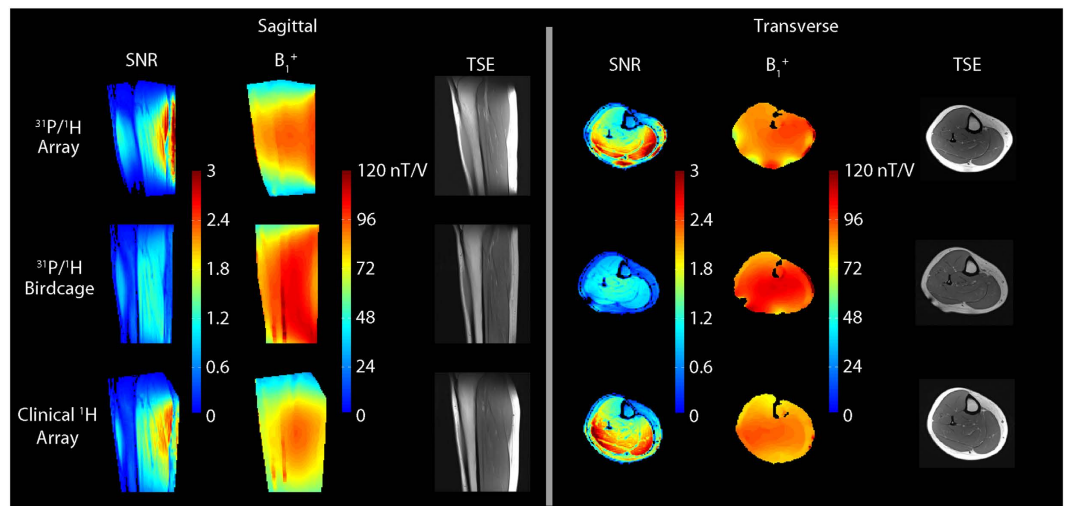 Sagittal
Transverse
SNR
B₁⁺
TSE
SNR
B₁⁺
TSE
³¹P/¹H
Array
3
2.4
1.8
1.2
0.6
0
120 nT/V
96
72
48
24
0
3
2.4
1.8
1.2
0.6
0
120 nT/V
96
72
48
24
0
³¹P/¹H
Birdcage
Clinical ¹H
Array